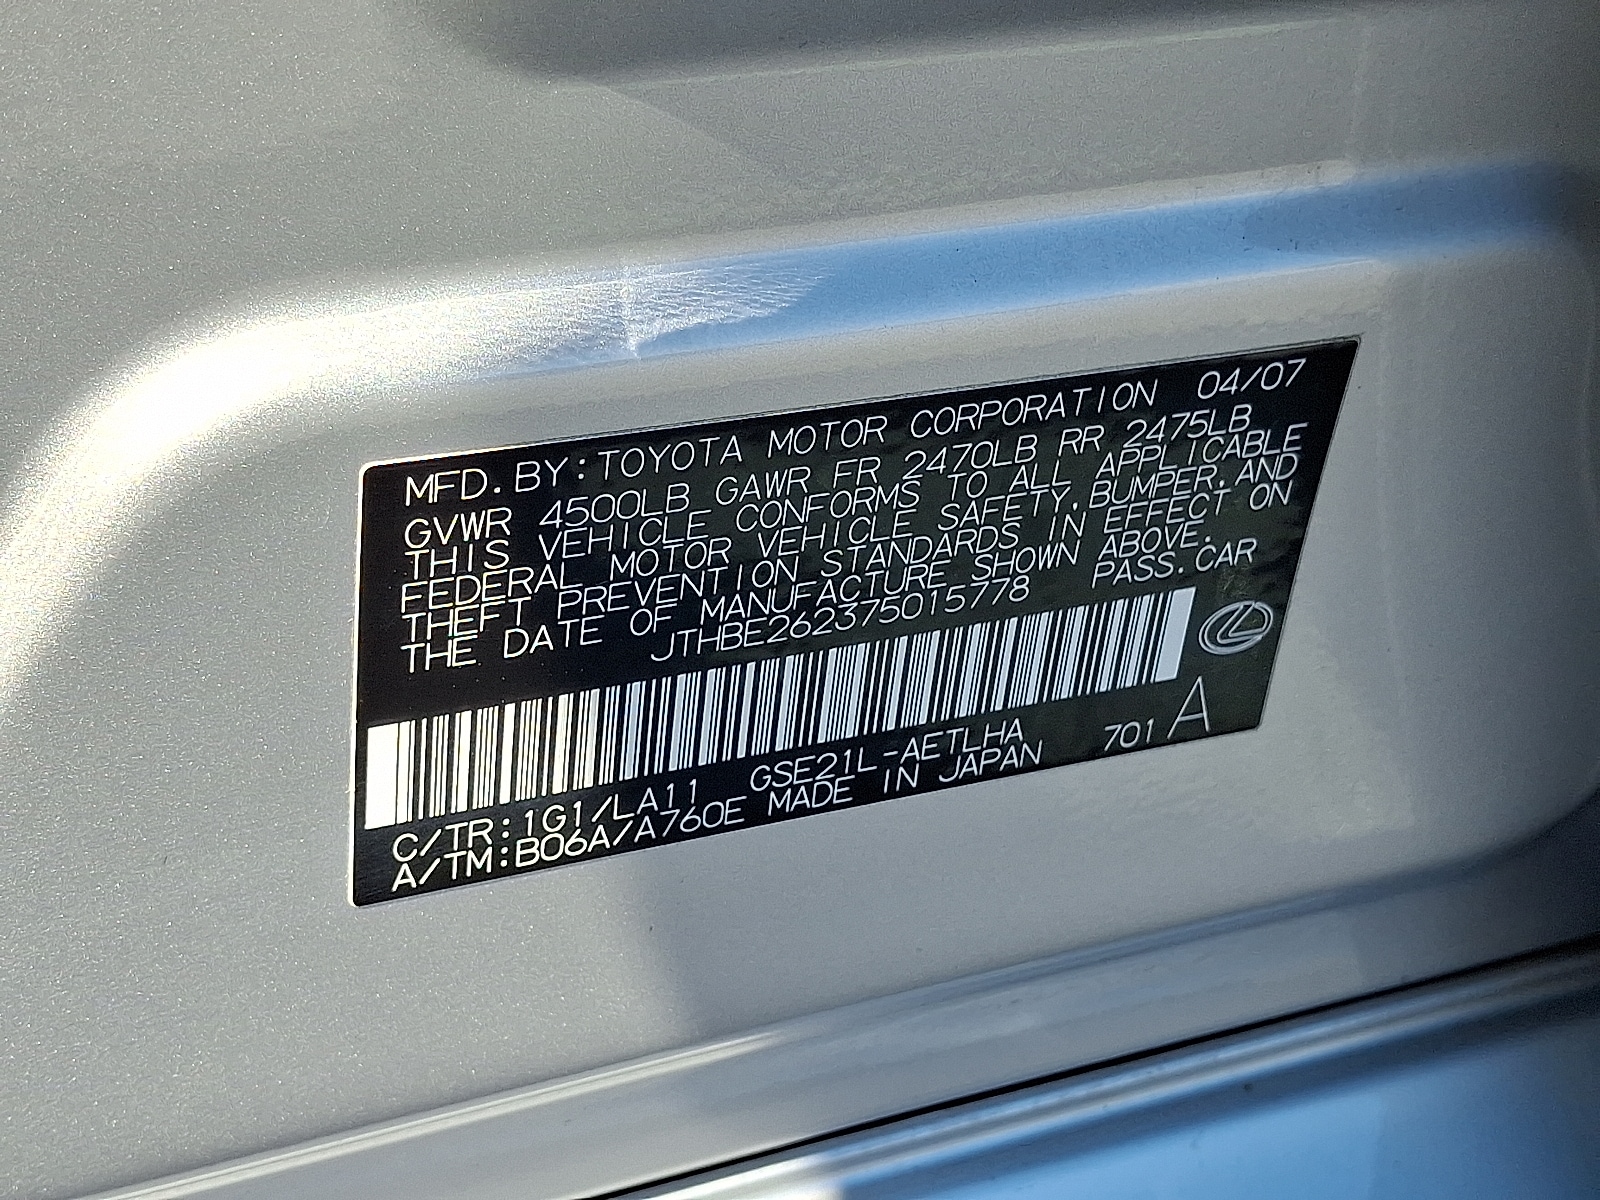 MFD. BY: TOYOTA MOTOR CORPORATION 04/07
GVWR 4500LB GAWR FR 2470LB RR 2475LB
THIS VEHICLE CONFORMS TO ALL APPLICABLE
FEDERAL MOTOR VEHICLE SAFETY, BUMPER, AND
THEFT PREVENTION STANDARDS IN EFFECT ON
THE DATE OF MANUFACTURE SHOWN ABOVE.
JTHBE262375015778 PASS. CAR
C/TR: 1G1/LA11 GSE21L-AETLHA 701 A
A/TM: B06A/A760E MADE IN JAPAN